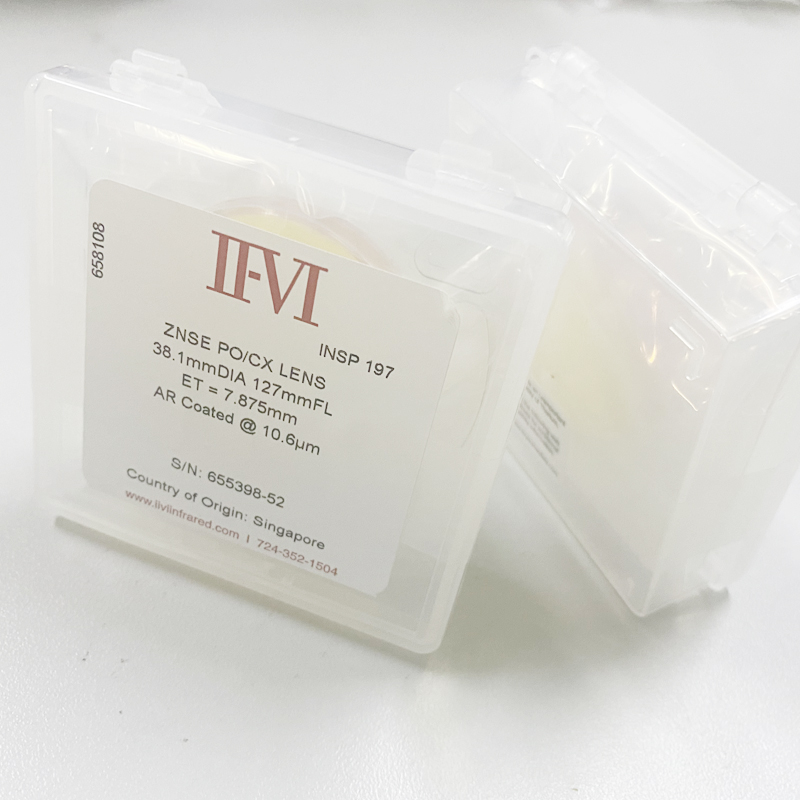 658108
II-VI
INSP 197
ZNSE PO/CX LENS
38.1mmDIA 127mmFL
ET = 7.875mm
AR Coated @ 10.6µm
S/N: 655398-52
Country of Origin: Singapore
www.iiviinfrared.com | 724-352-1504